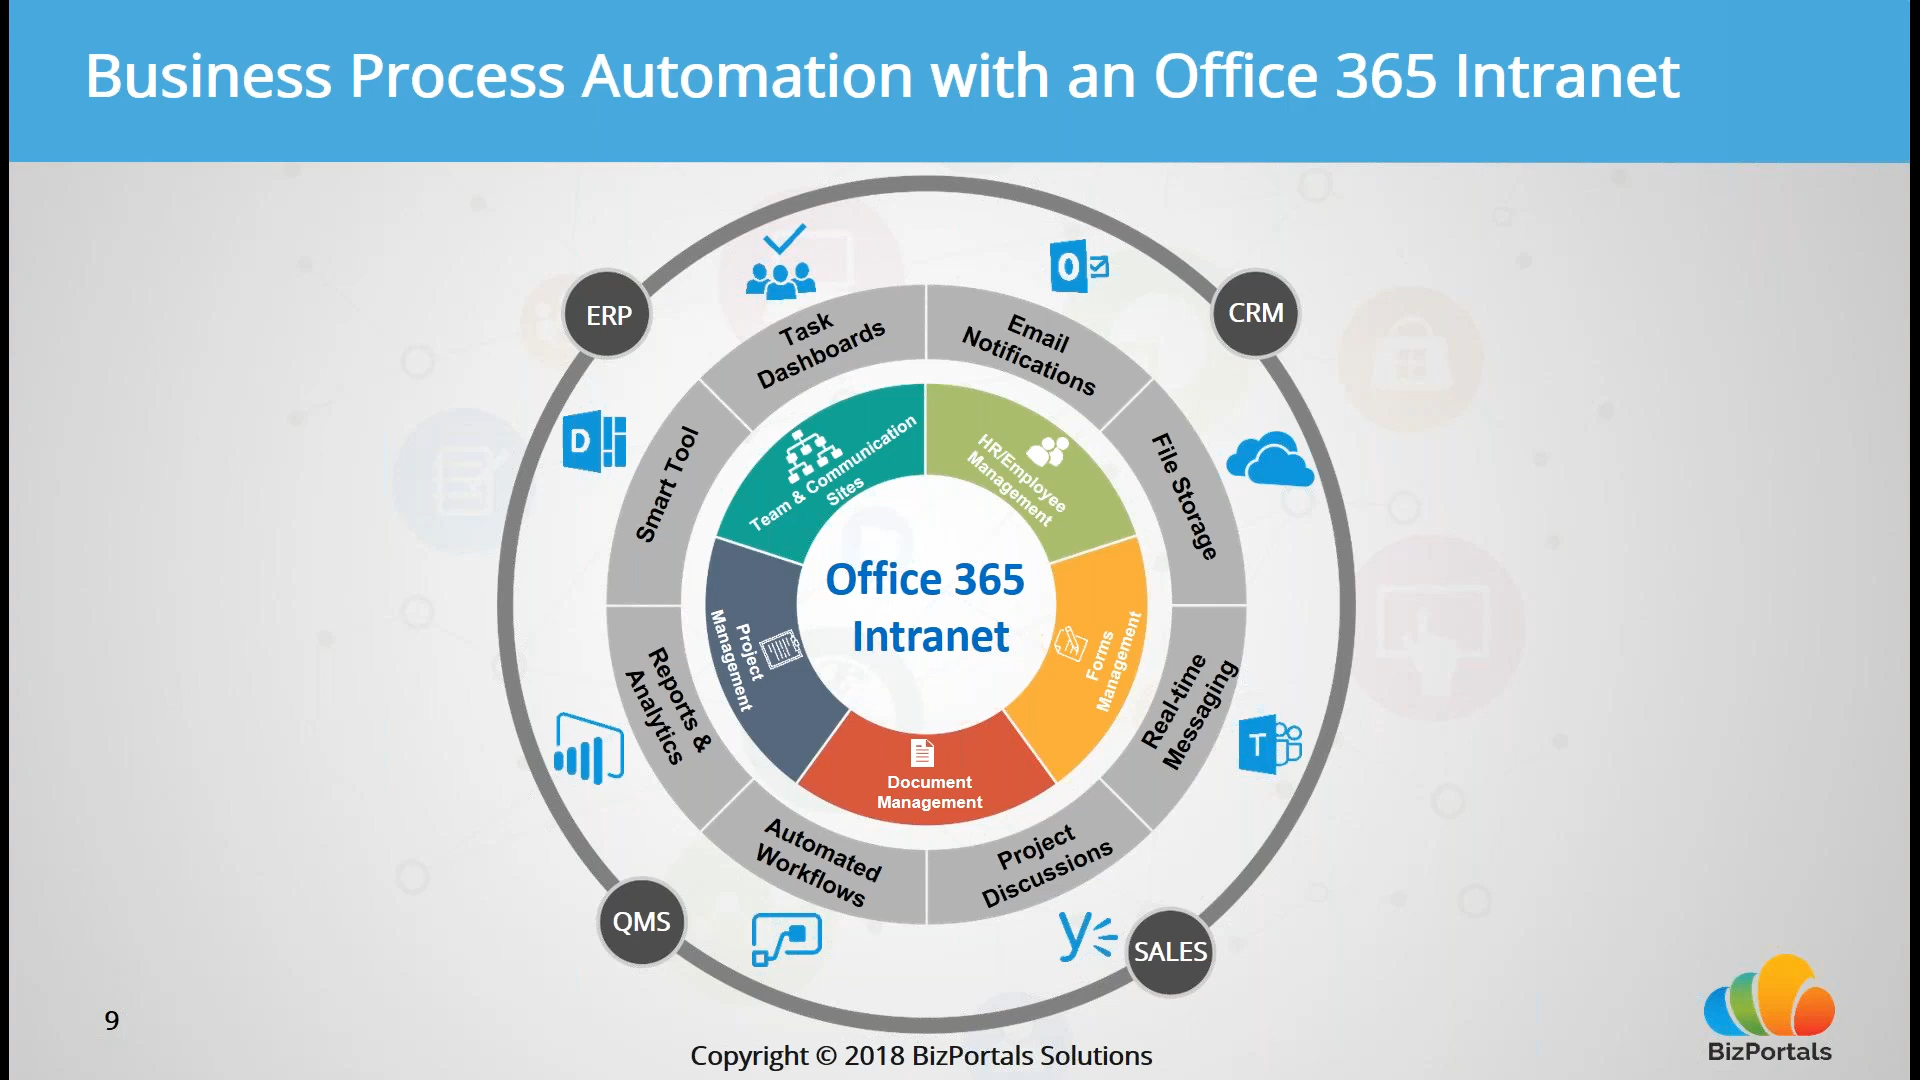 Business Process Automation with an Office 365 Intranet
ERP
CRM
Task
Dashboards
Email
Notifications
Smart Tool
File Storage
Reports &
Analytics
Real-time
Messaging
Automated
Workflows
Project
Discussions
Team & Communication
Sites
HR/Employee
Management
Project
Management
Forms
Management
Document
Management
Office 365
Intranet
D
O
T
y
QMS
SALES
9
Copyright © 2018 BizPortals Solutions
BizPortals